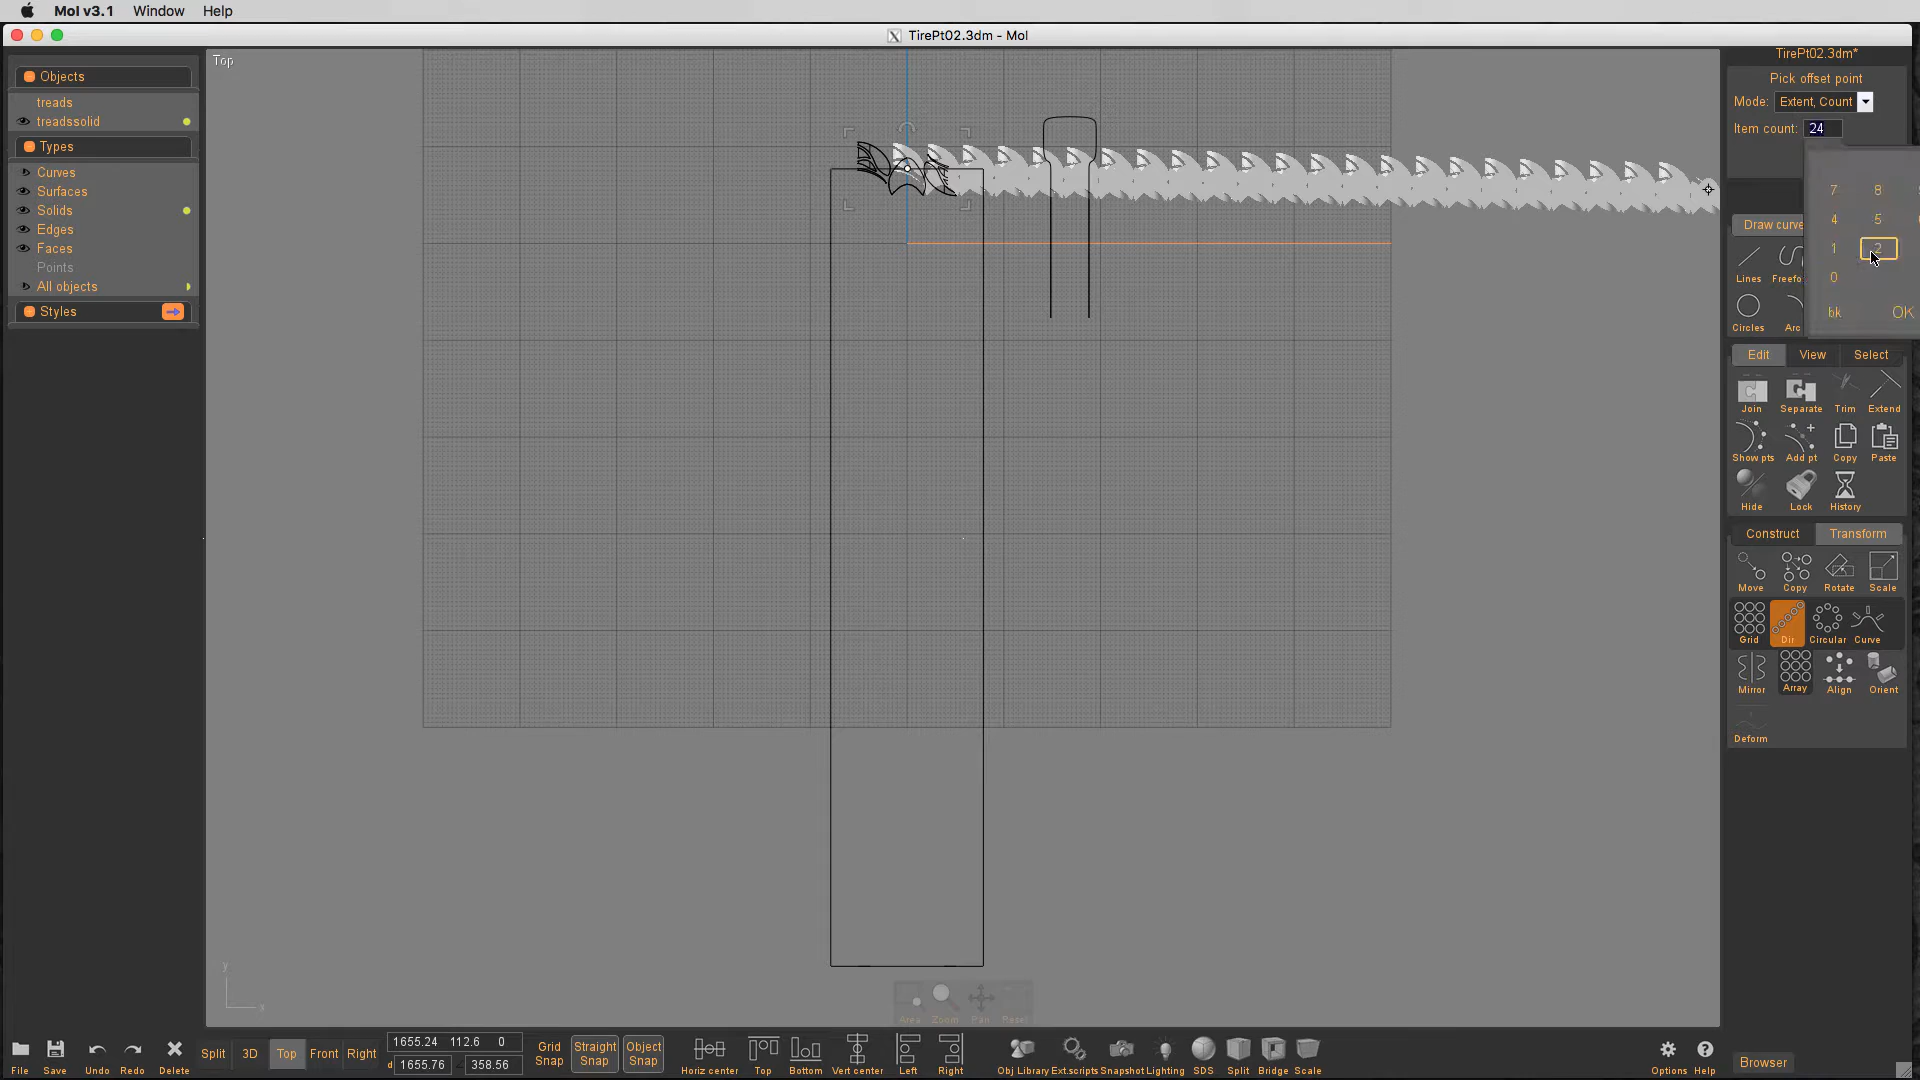 MoI v3.1 Window Help
TirePt02.3dm - MoI
Top
Objects
treads
treadssolid
Types
Curves
Surfaces
Solids
Edges
Faces
Points
All objects
Styles
TirePt02.3dm*
Pick offset point
Mode: Extent, Count
Item count: 24
7 8
4 5
1 2
0
bk OK
Draw curve
Lines Freefo
Circles Arc
Edit View Select
Join Separate Trim Extend
Show pts Add pt Copy Paste
Hide Lock History
Construct Transform
Move Copy Rotate Scale
Grid Dir Circular Curve
Mirror Array Align Orient
Deform
y
x
Area Zoom Pan Reset
File Save Undo Redo Delete
Split 3D Top Front Right
1655.24 112.6 0
d 1655.76 358.56
Grid Snap
Straight Snap
Object Snap
Horiz center Top Bottom Vert center Left Right
Obj Library Ext.scripts Snapshot Lighting SDS Split Bridge Scale
Options Help
Browser